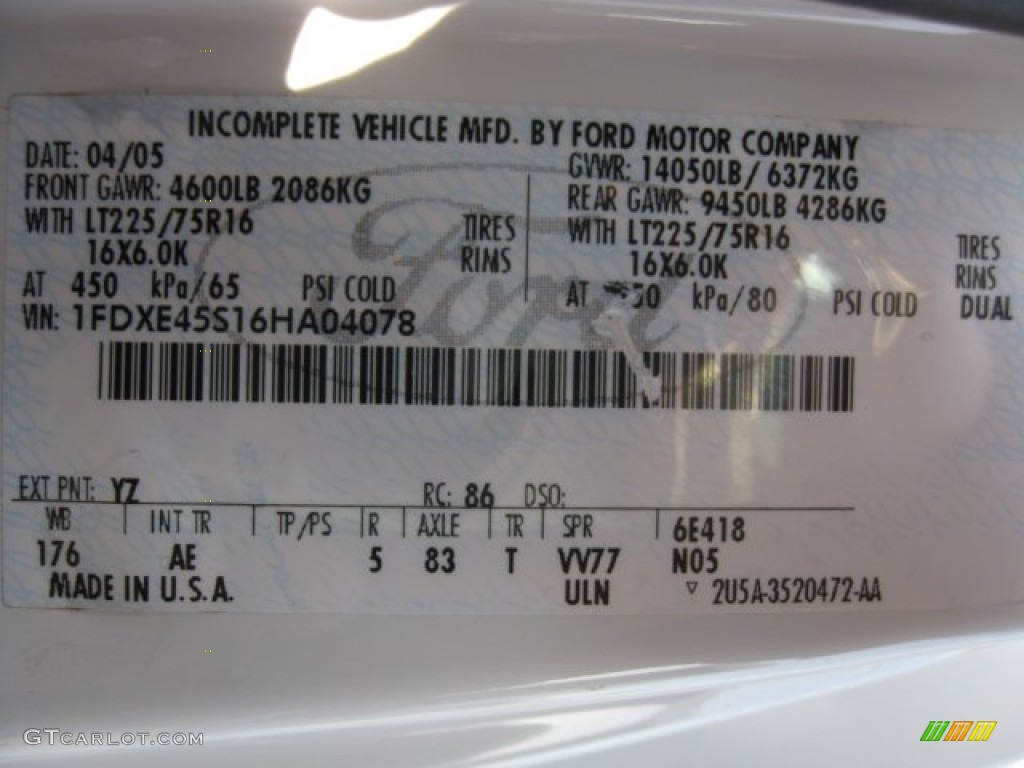 INCOMPLETE VEHICLE MFD. BY FORD MOTOR COMPANY
DATE: 04/05
GVWR: 14050LB/ 6372KG
FRONT GAWR: 4600LB 2086KG
REAR GAWR: 9450LB 4286KG
WITH LT225/75R16 TIRES
WITH LT225/75R16 TIRES
16X6.0K RIMS
16X6.0K RIMS
AT 450 kPa/65 PSI COLD
AT kPa/80 PSI COLD DUAL
VIN: 1FDXE45S16HA04078
Ford
EXT PNT: YZ RC: 86 DSO:
WB INT TR TP/PS R AXLE TR SPR 6E418
176 AE 5 83 T VV77 N05
MADE IN U.S.A. ULN ▽ 2U5A-3520472-AA
GTCARLOT.COM